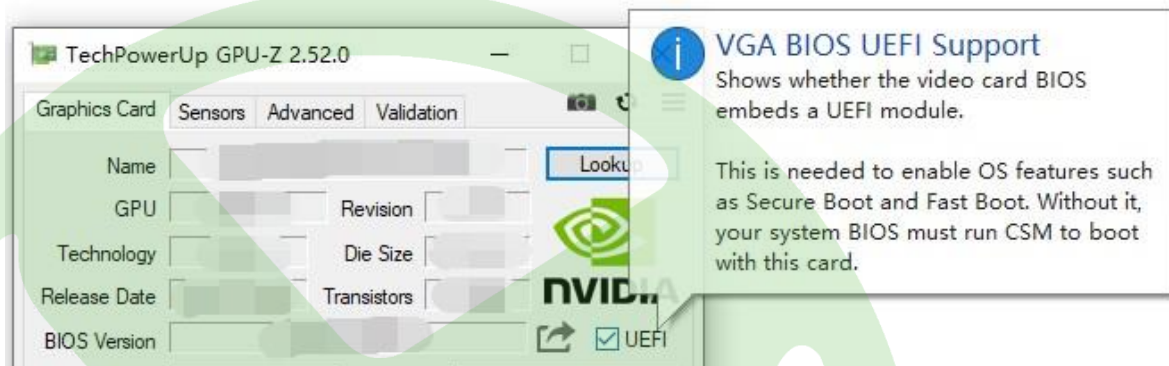 TechPowerUp GPU-Z 2.52.0
Graphics Card Sensors Advanced Validation
Name Lookup
GPU Revision
Technology Die Size
Release Date Transistors
NVIDIA
BIOS Version UEFI
VGA BIOS UEFI Support
Shows whether the video card BIOS
embeds a UEFI module.
This is needed to enable OS features such
as Secure Boot and Fast Boot. Without it,
your system BIOS must run CSM to boot
with this card.